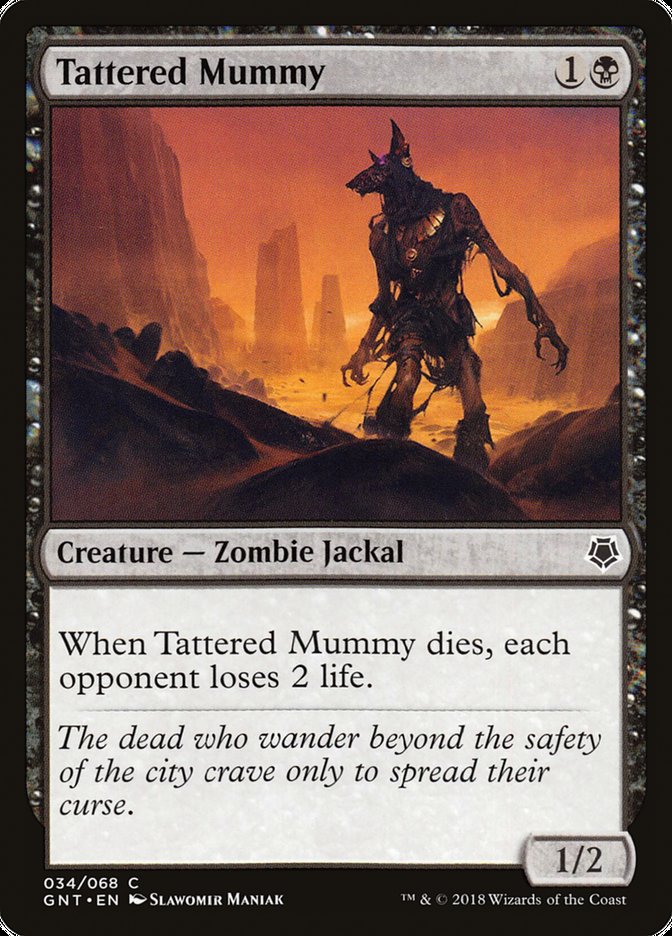 Tattered Mummy 1
Creature — Zombie Jackal
When Tattered Mummy dies, each
opponent loses 2 life.
The dead who wander beyond the safety
of the city crave only to spread their
curse.
1/2
034/068 C
GNT • EN Slawomir Maniak
™ & © 2018 Wizards of the Coast